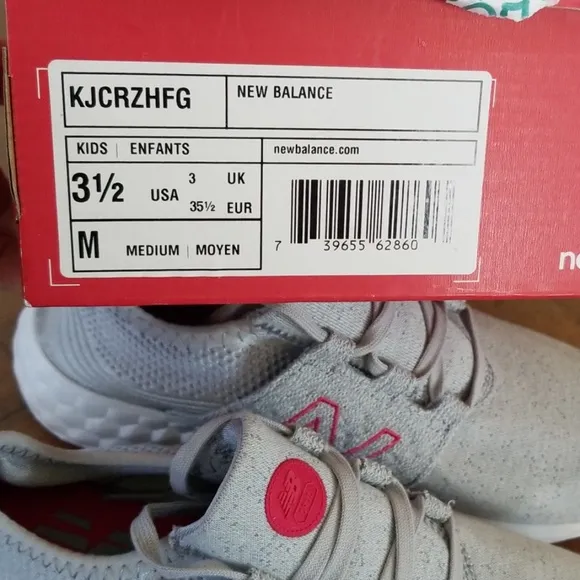 KJCRZHFG
NEW BALANCE
KIDS | ENFANTS
newbalance.com
3½ USA 3 UK
35½ EUR
M MEDIUM | MOYEN
7 39655 62860
N